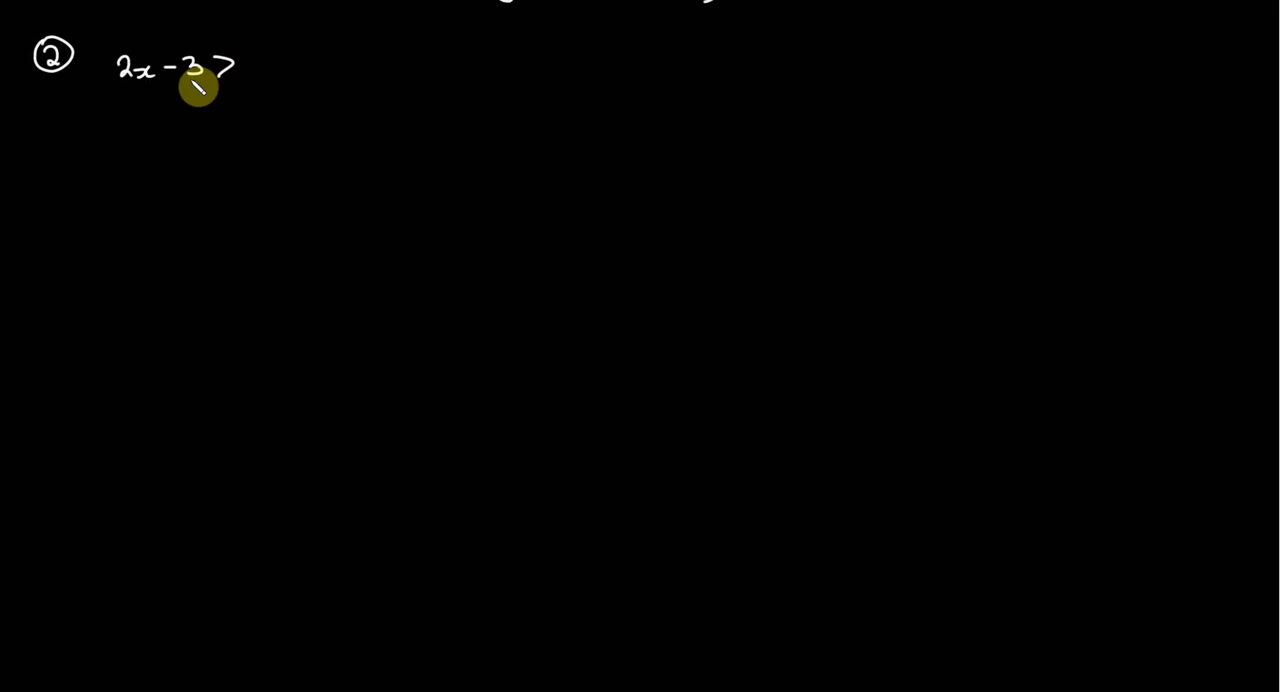 ② 2x - 3 >